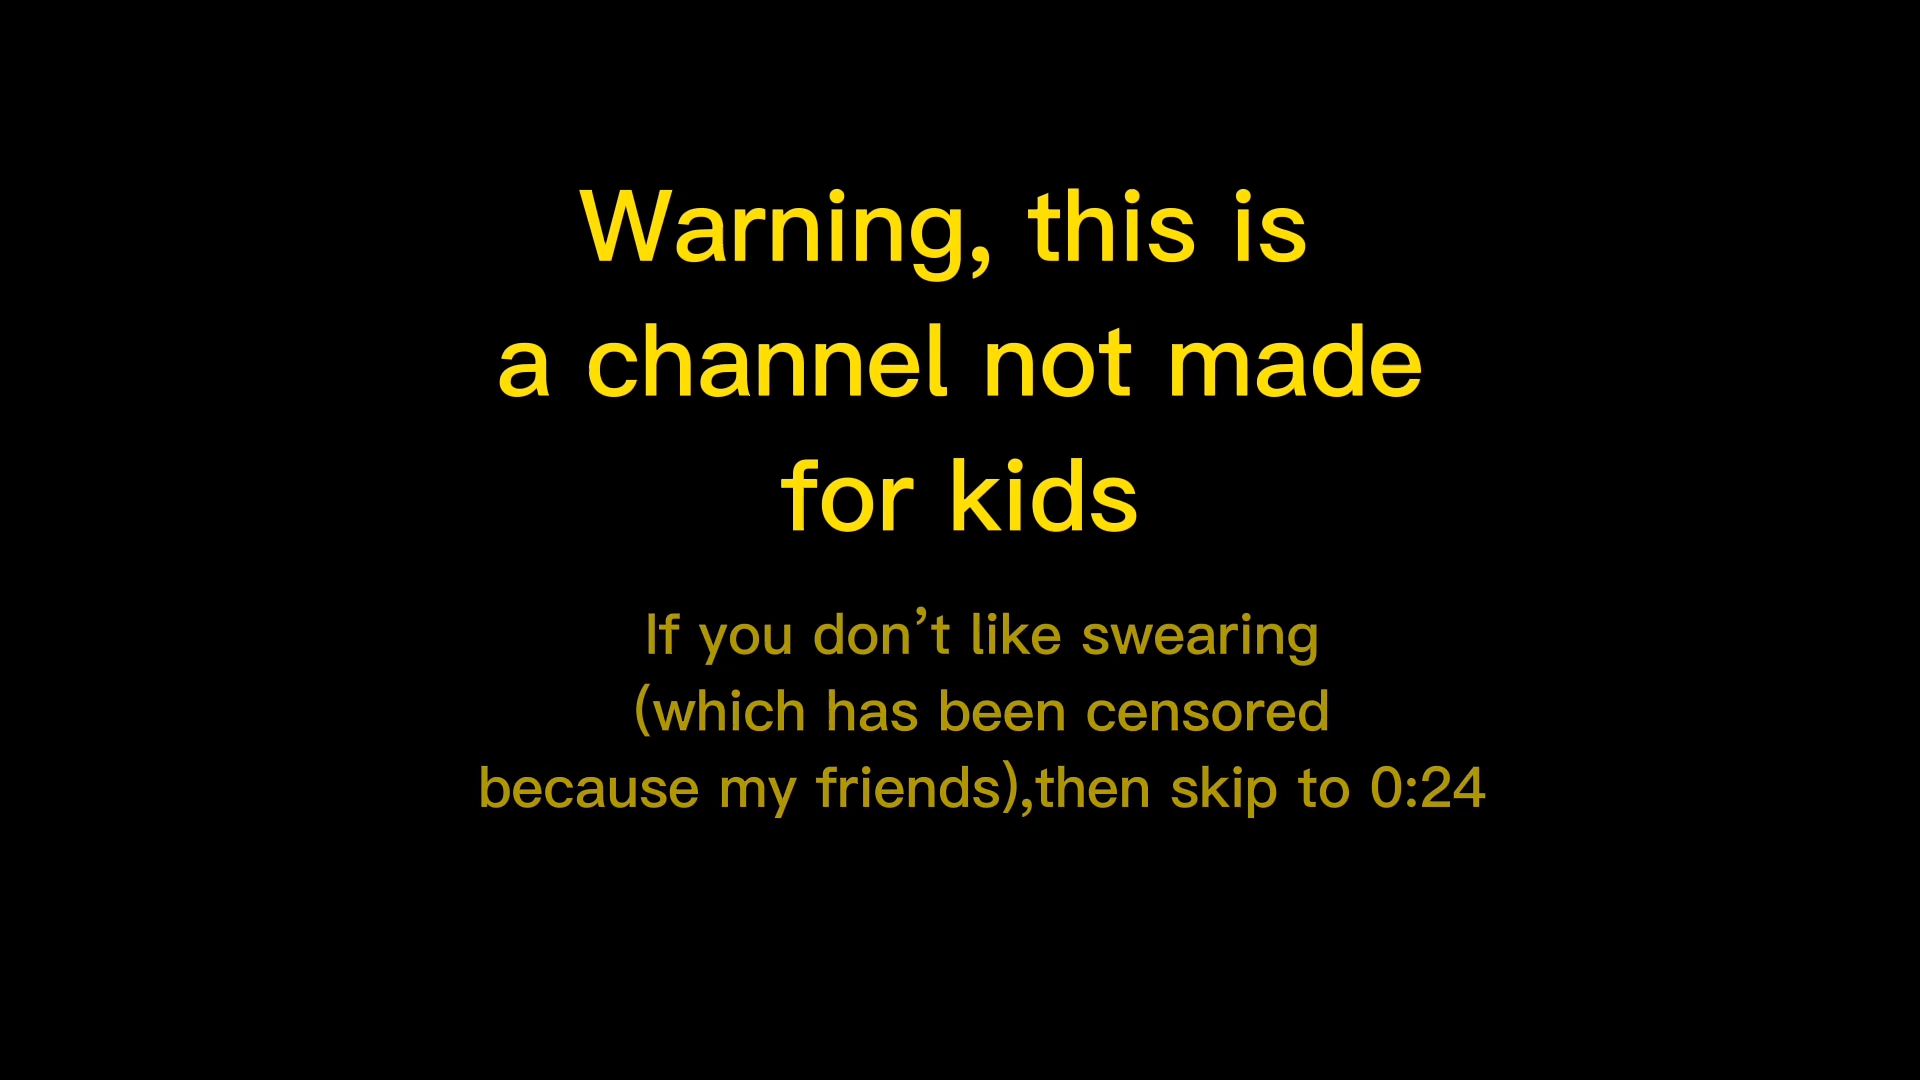 Warning, this is
a channel not made
for kids
If you don’t like swearing
(which has been censored
because my friends),then skip to 0:24